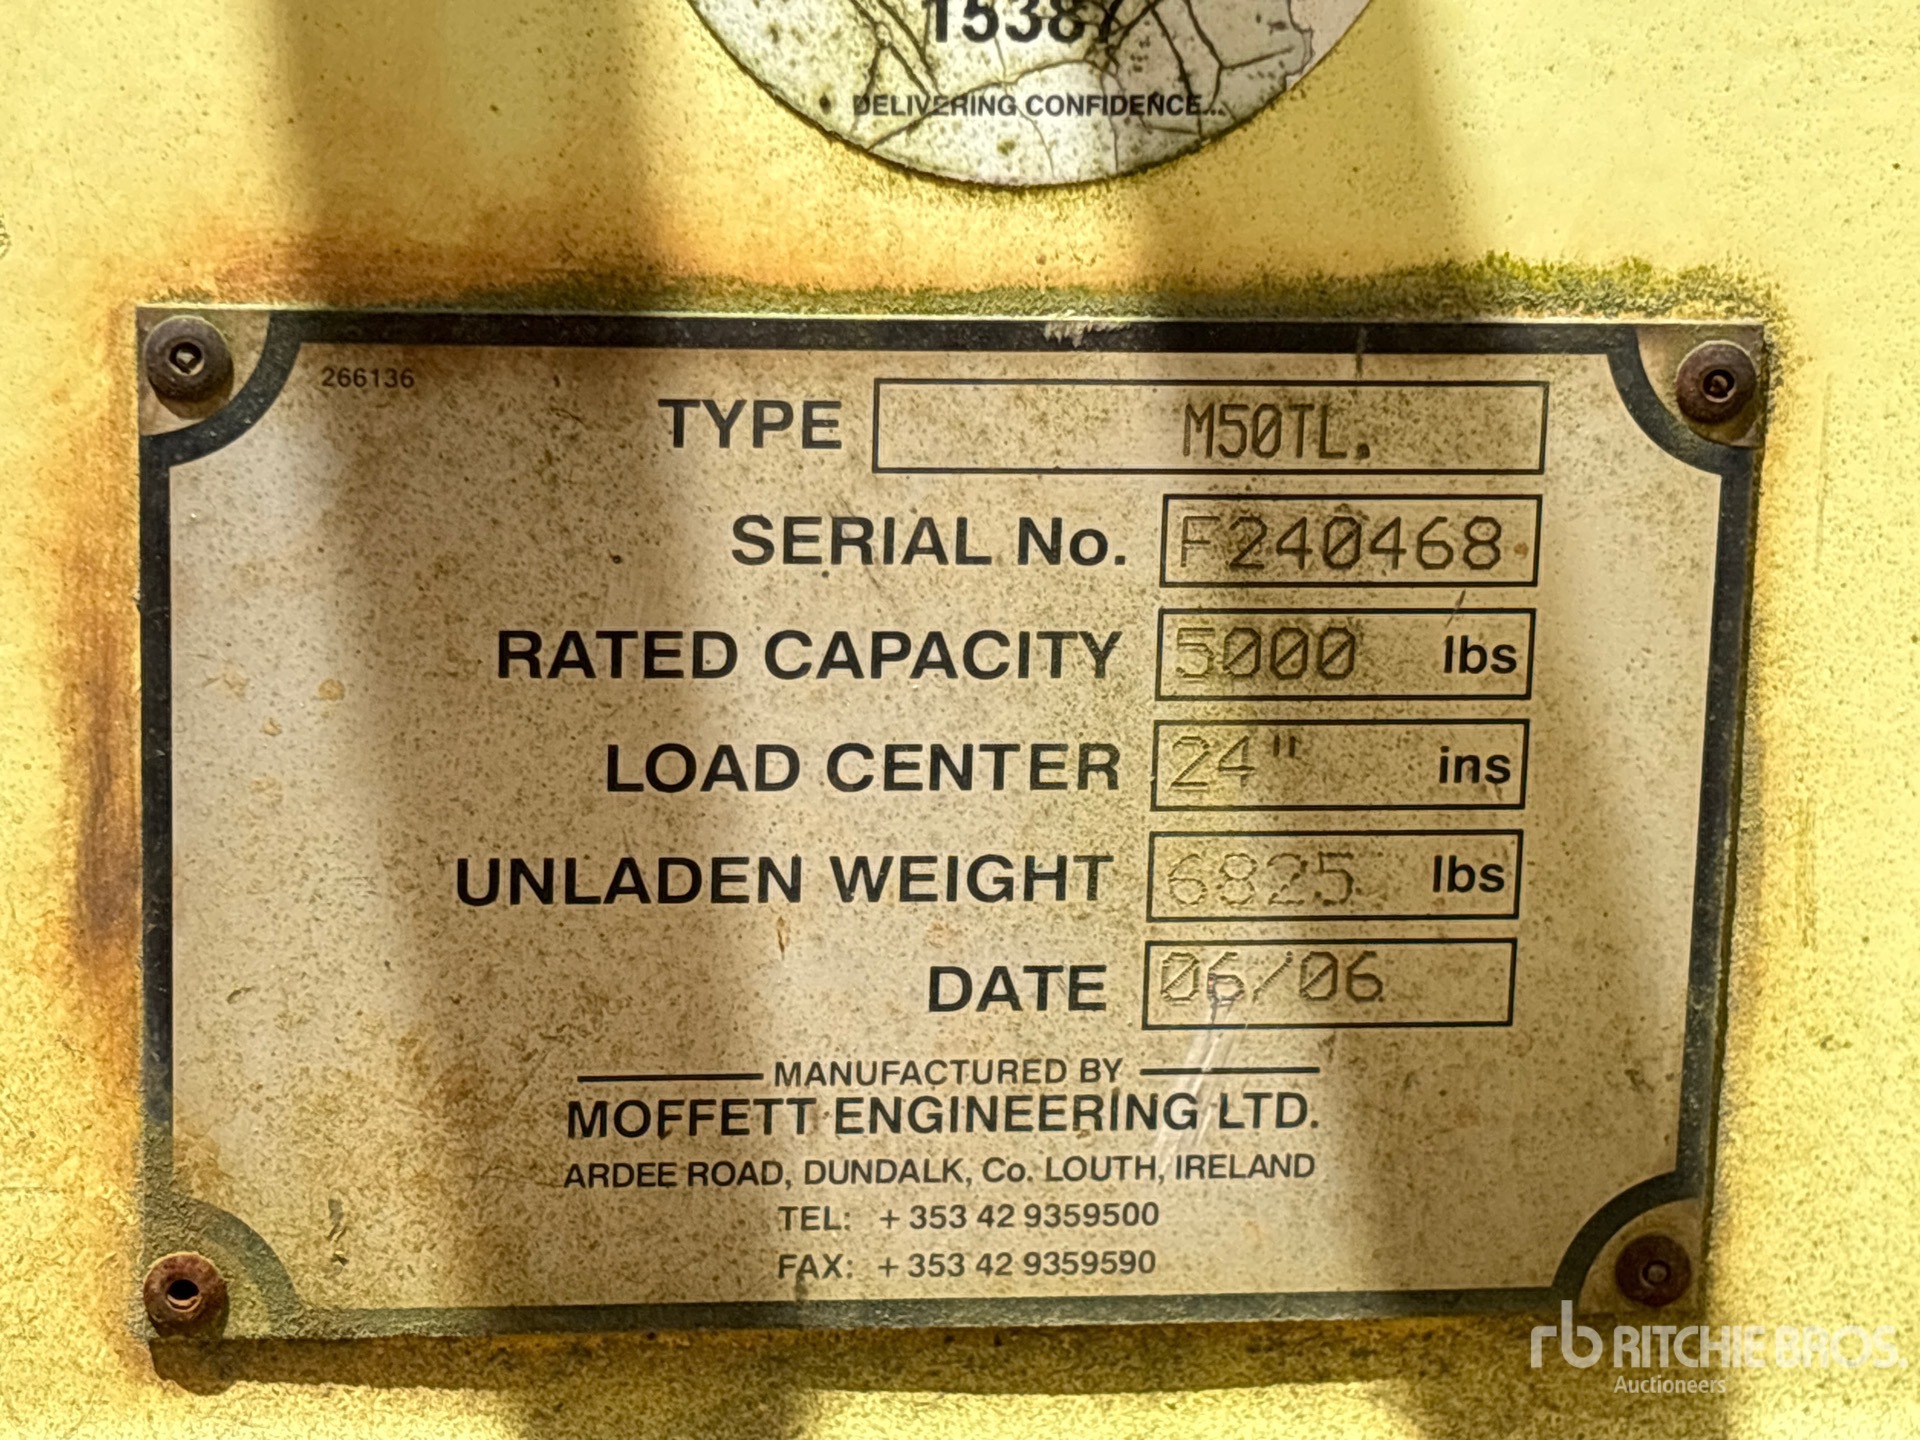 15387
DELIVERING CONFIDENCE...
266136
TYPE M50TL.
SERIAL No. F240468
RATED CAPACITY 5000 lbs
LOAD CENTER 24" ins
UNLADEN WEIGHT 6825 lbs
DATE 06/06
MANUFACTURED BY
MOFFETT ENGINEERING LTD.
ARDEE ROAD, DUNDALK, Co. LOUTH, IRELAND
TEL: + 353 42 9359500
FAX: + 353 42 9359590
rb RITCHIE BROS.
Auctioneers